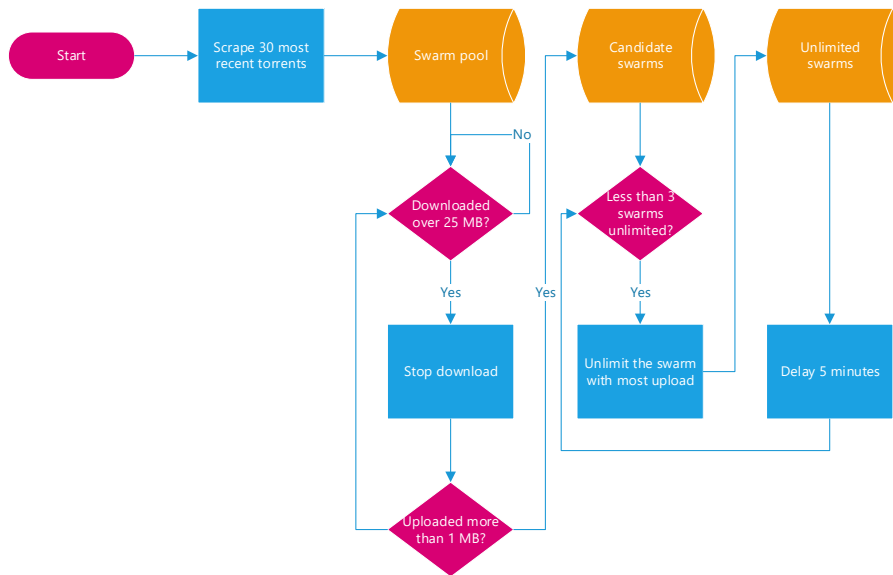 Start
Scrape 30 most
recent torrents
Swarm pool
Candidate
swarms
Unlimited
swarms
No
Downloaded
over 25 MB?
Less than 3
swarms
unlimited?
Yes
Yes
Yes
Stop download
Unlimit the swarm
with most upload
Delay 5 minutes
Uploaded more
than 1 MB?